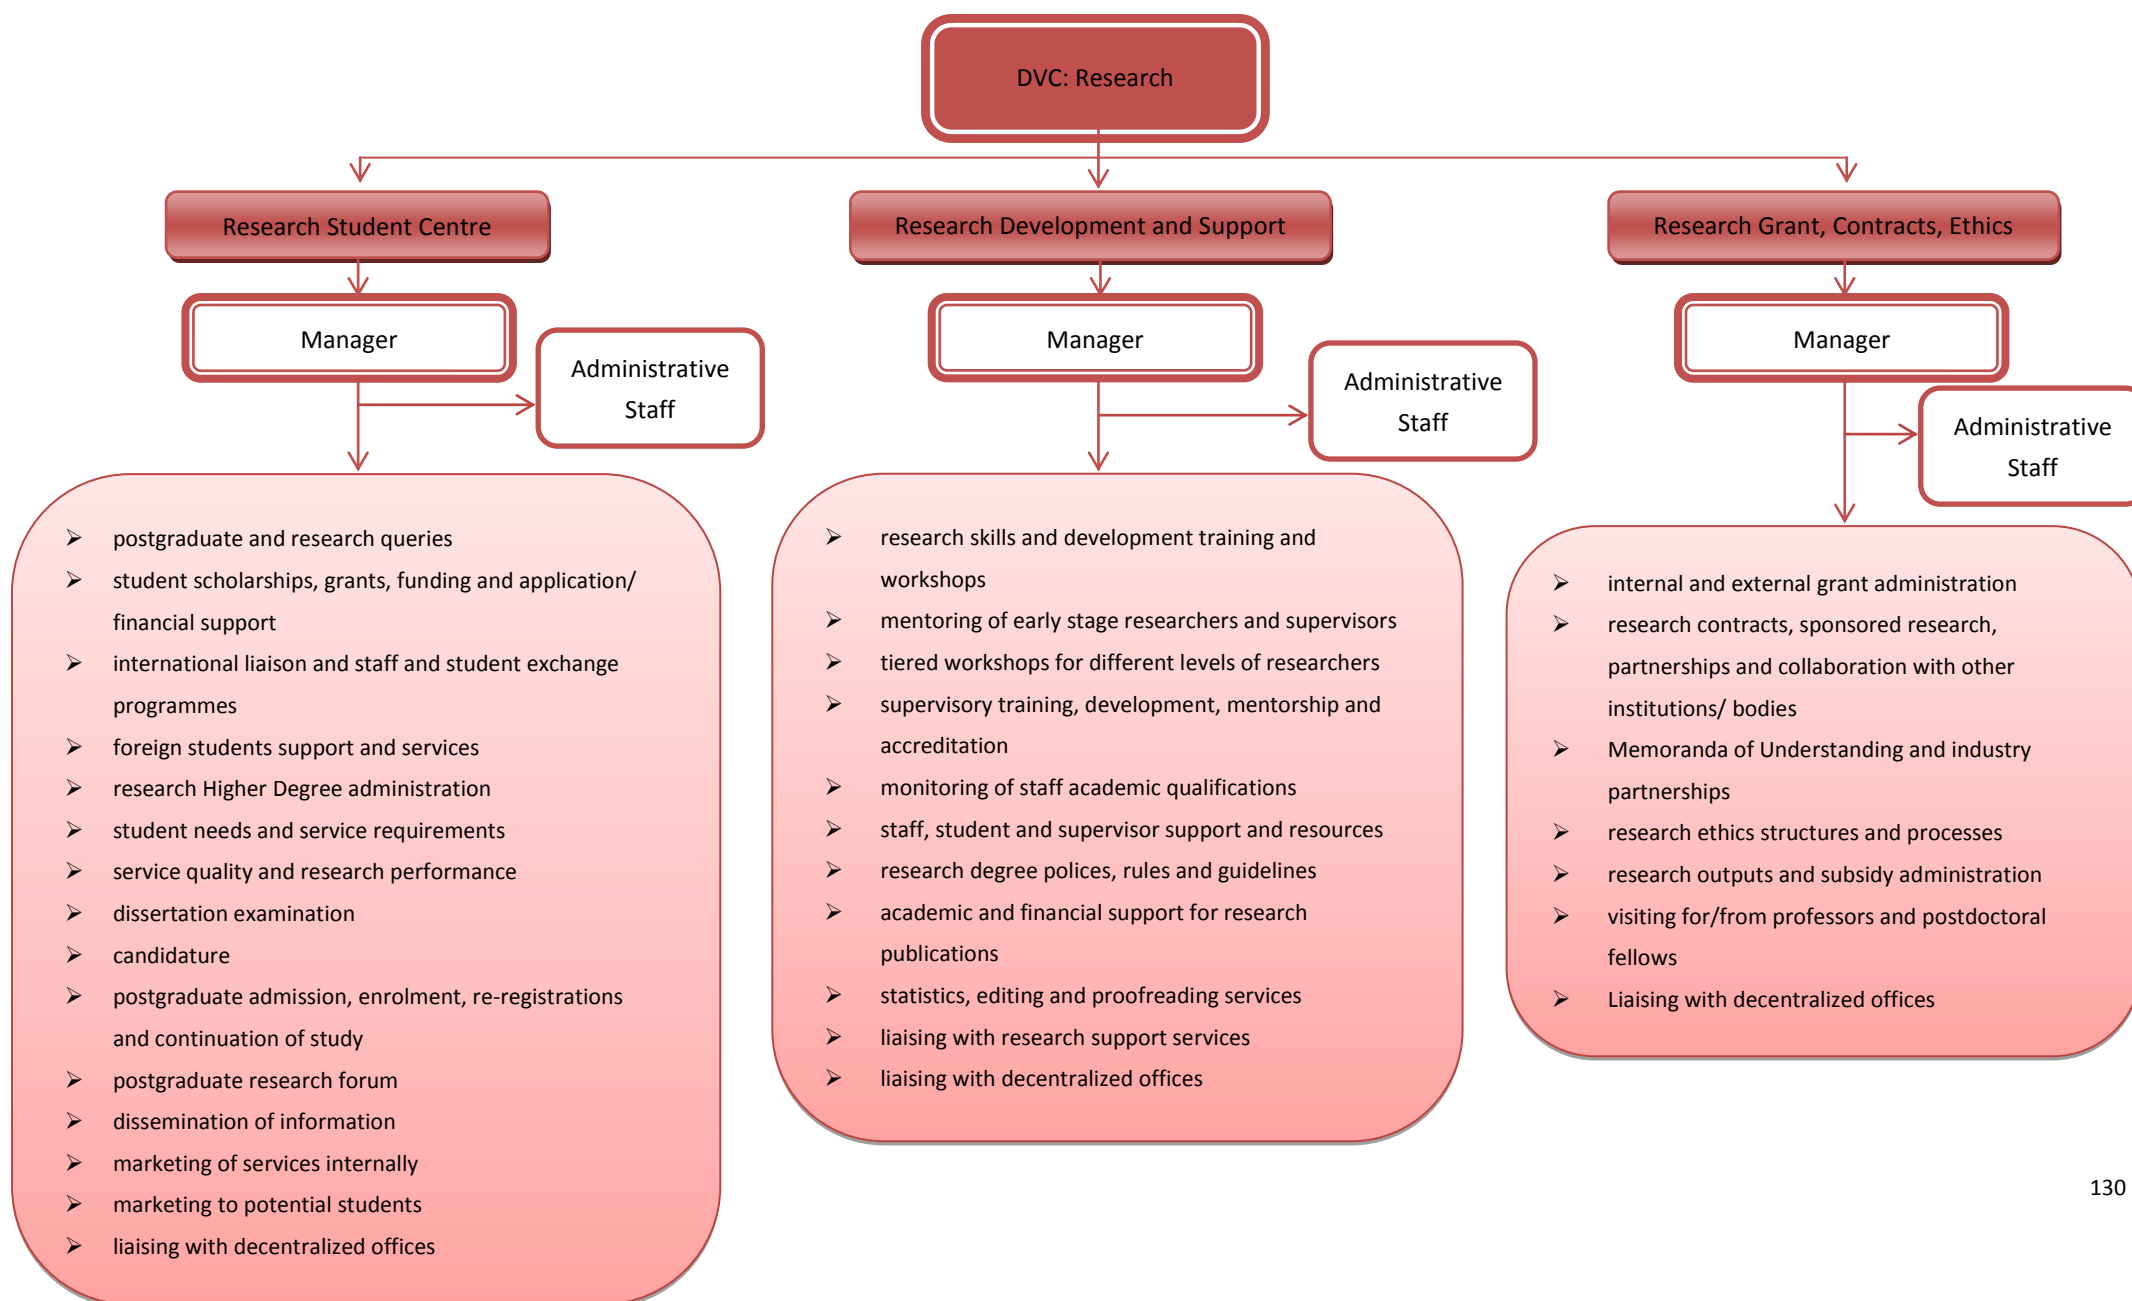 DVC: Research
Research Student Centre
Manager
Administrative
Staff
postgraduate and research queries
student scholarships, grants, funding and application/
financial support
international liaison and staff and student exchange
programmes
foreign students support and services
research Higher Degree administration
student needs and service requirements
service quality and research performance
dissertation examination
candidature
postgraduate admission, enrolment, re-registrations
and continuation of study
postgraduate research forum
dissemination of information
marketing of services internally
marketing to potential students
liaising with decentralized offices
Research Development and Support
Manager
Administrative
Staff
research skills and development training and
workshops
mentoring of early stage researchers and supervisors
tiered workshops for different levels of researchers
supervisory training, development, mentorship and
accreditation
monitoring of staff academic qualifications
staff, student and supervisor support and resources
research degree polices, rules and guidelines
academic and financial support for research
publications
statistics, editing and proofreading services
liaising with research support services
liaising with decentralized offices
Research Grant, Contracts, Ethics
Manager
Administrative
Staff
internal and external grant administration
research contracts, sponsored research,
partnerships and collaboration with other
institutions/ bodies
Memoranda of Understanding and industry
partnerships
research ethics structures and processes
research outputs and subsidy administration
visiting for/from professors and postdoctoral
fellows
Liaising with decentralized offices
130